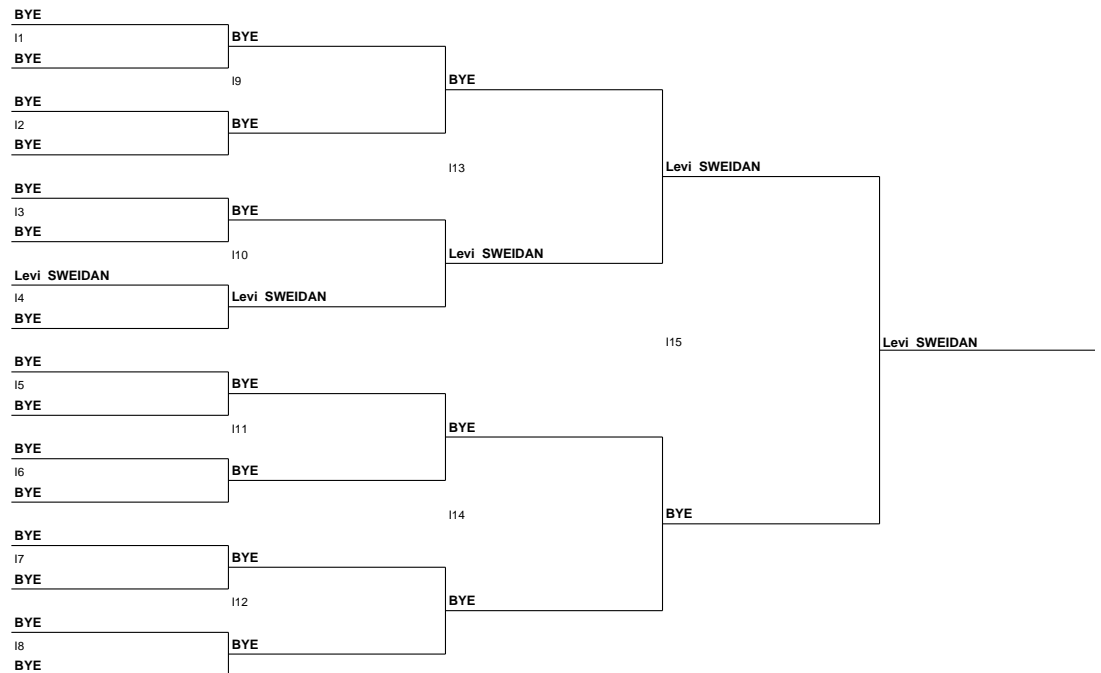 BYE
I1
BYE
BYE
I2
BYE
BYE
I3
BYE
Levi SWEIDAN
I4
BYE
BYE
I5
BYE
BYE
I6
BYE
BYE
I7
BYE
BYE
I8
BYE
BYE
I9
BYE
BYE
I10
Levi SWEIDAN
BYE
I11
BYE
BYE
I12
BYE
BYE
I13
Levi SWEIDAN
BYE
I14
BYE
Levi SWEIDAN
I15
BYE
Levi SWEIDAN